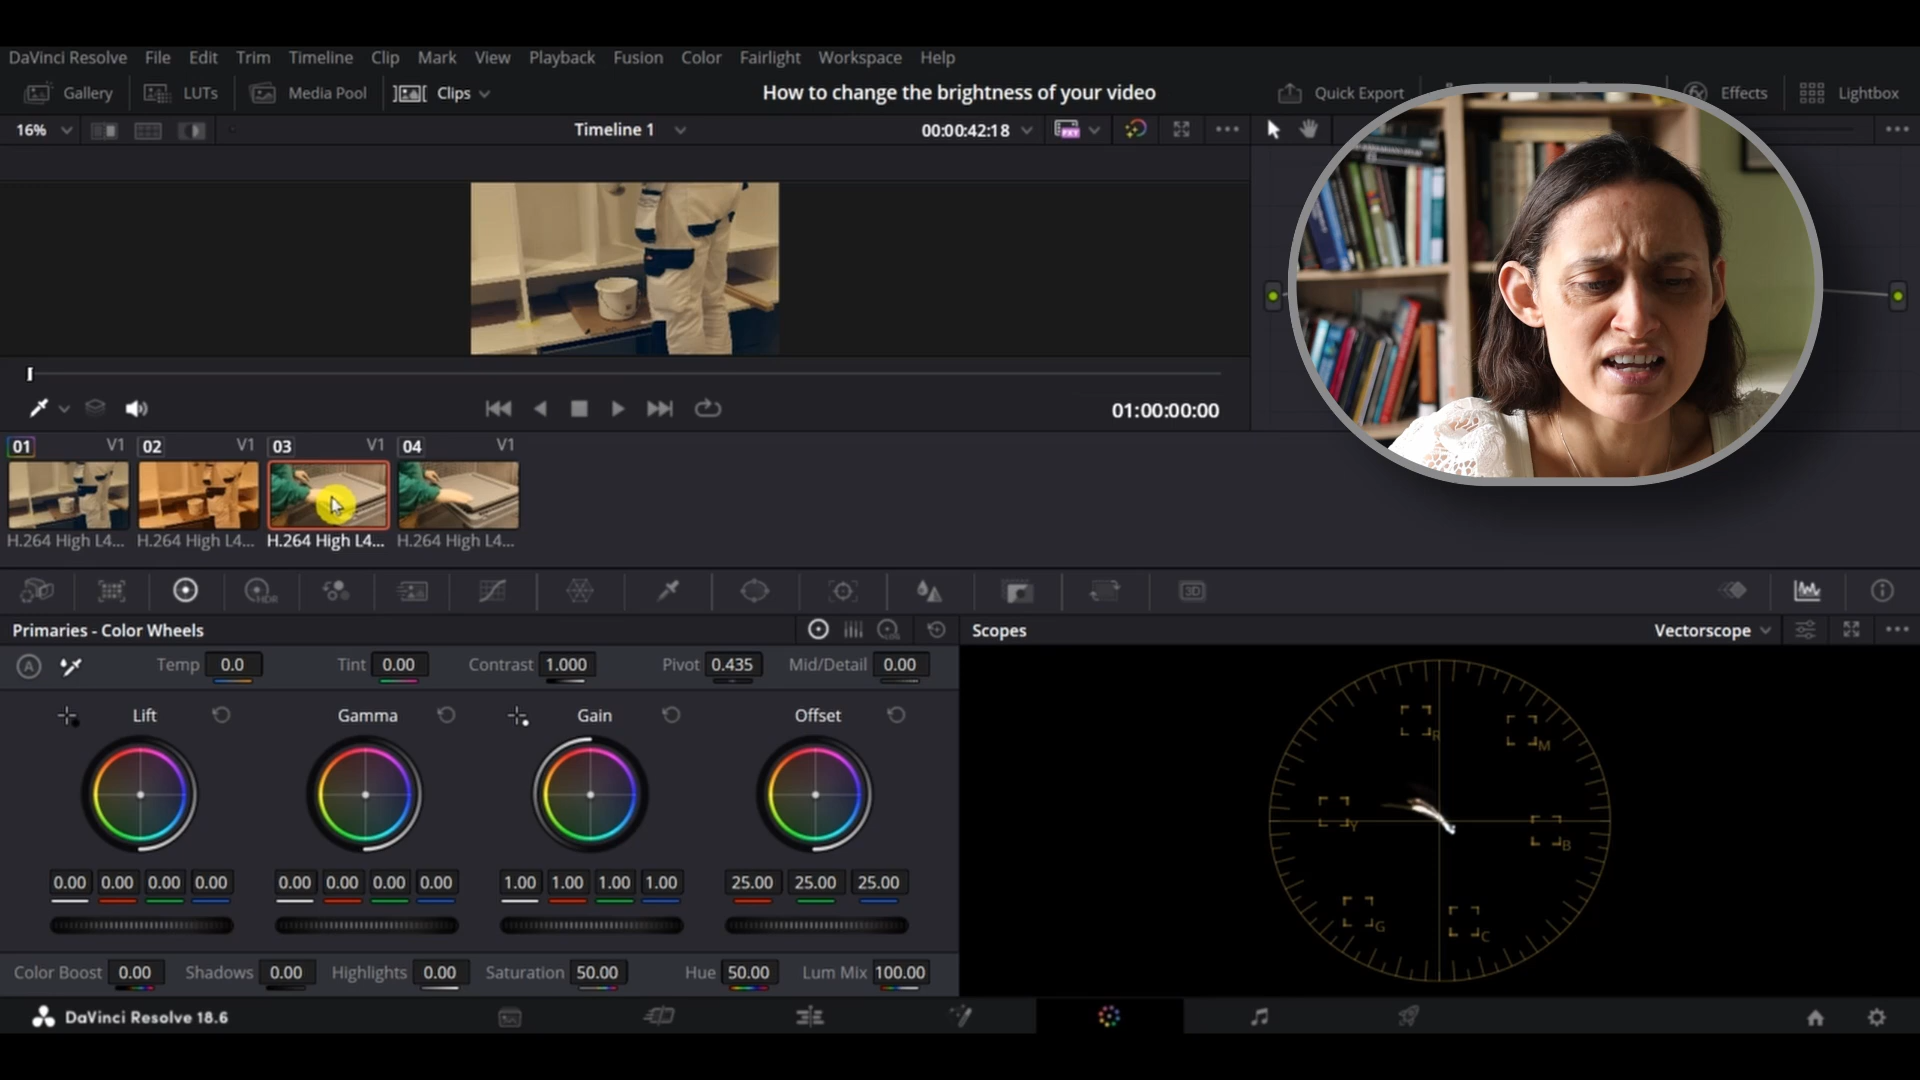 DaVinci Resolve File Edit Trim Timeline Clip Mark View Playback Fusion Color Fairlight Workspace Help
Gallery LUTs Media Pool Clips How to change the brightness of your video Quick Export Effects Lightbox
16% Timeline 1 00:00:42:18
01:00:00:00
01 V1 02 V1 03 V1 04 V1
H.264 High L4... H.264 High L4... H.264 High L4... H.264 High L4...
HDR 3D
Primaries - Color Wheels LOG Scopes Vectorscope
A Temp 0.0 Tint 0.00 Contrast 1.000 Pivot 0.435 Mid/Detail 0.00
Lift Gamma Gain Offset
R M
Y B
G C
0.00 0.00 0.00 0.00 0.00 0.00 0.00 0.00 1.00 1.00 1.00 1.00 25.00 25.00 25.00
Color Boost 0.00 Shadows 0.00 Highlights 0.00 Saturation 50.00 Hue 50.00 Lum Mix 100.00
DaVinci Resolve 18.6